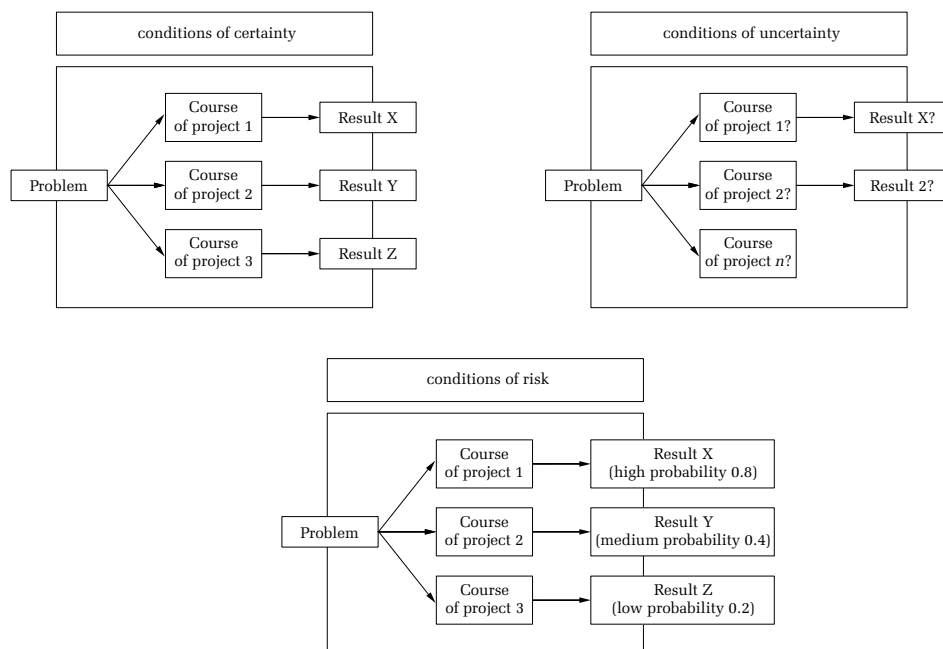 conditions of certainty
Course
of project 1
Result X
Problem
Course
of project 2
Result Y
Course
of project 3
Result Z
conditions of uncertainty
Course
of project 1?
Result X?
Problem
Course
of project 2?
Result 2?
Course
of project n?
conditions of risk
Course
of project 1
Result X
(high probability 0.8)
Problem
Course
of project 2
Result Y
(medium probability 0.4)
Course
of project 3
Result Z
(low probability 0.2)